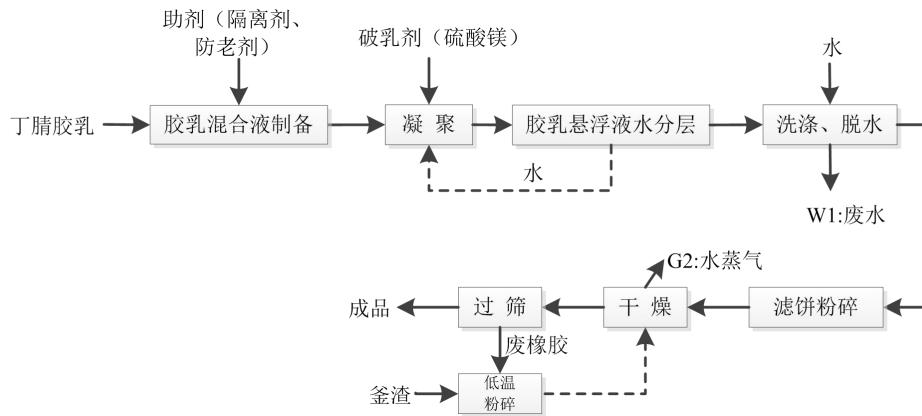 助剂（隔离剂、
防老剂）
破乳剂（硫酸镁）
水
丁腈胶乳
胶乳混合液制备
凝 聚
胶乳悬浮液水分层
洗涤、脱水
水
W1:废水
G2:水蒸气
成品
过 筛
干 燥
滤饼粉碎
废橡胶
釜渣
低温
粉碎